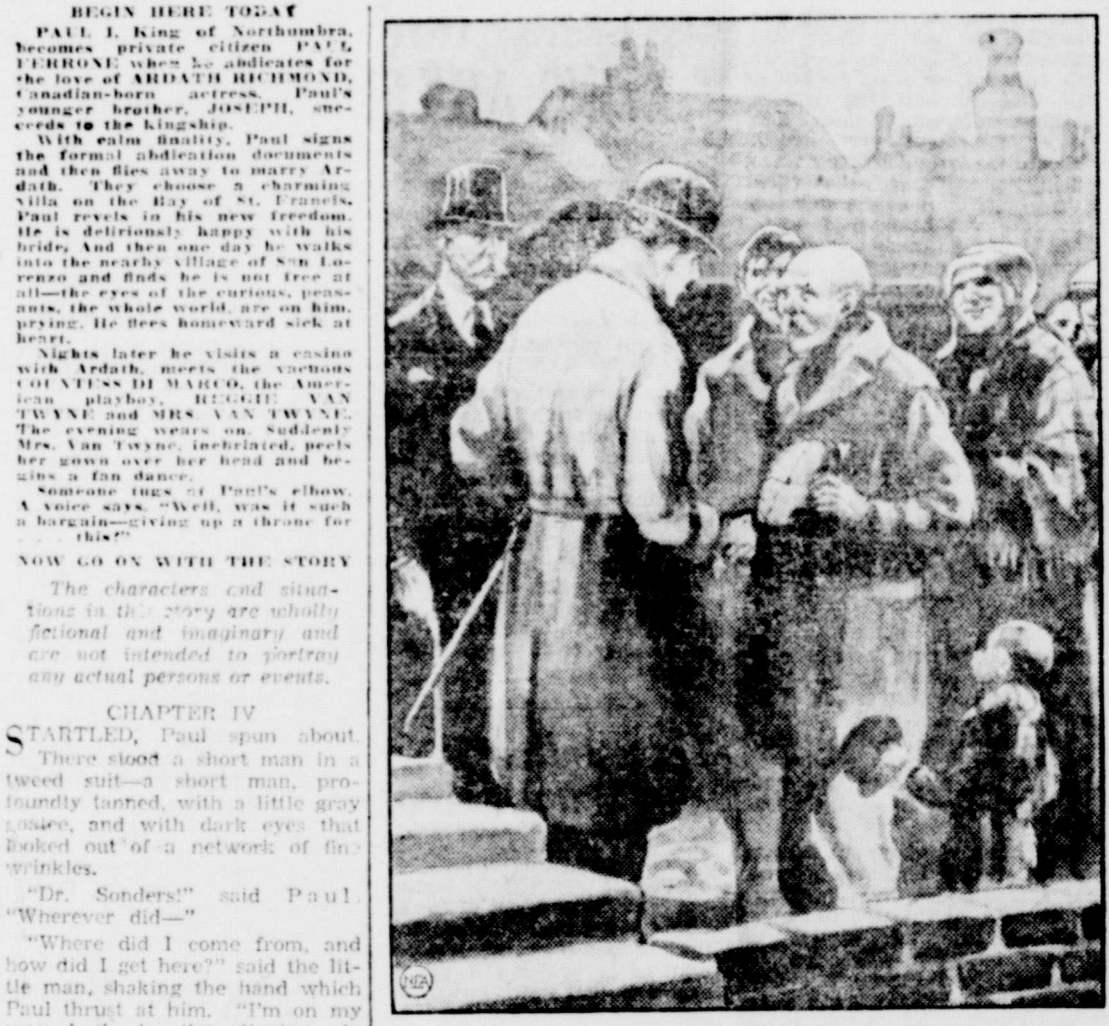 BEGIN HERE TODAY
PAUL I, King of Northumbra,
becomes private citizen PAUL
FERRONE when he abdicates for
the love of ARDATH RICHMOND,
Canadian-born actress. Paul's
younger brother, JOSEPH, suc-
ceeds to the kingship.
With calm finality, Paul signs
the formal abdication documents
and then flies away to marry Ar-
dath. They choose a charming
villa on the Bay of St. Francis.
Paul revels in his new freedom.
He is deliriously happy with his
bride. And then one day he walks
into the nearby village of San Lo-
renzo and finds he is not free at
all—the eyes of the curious, peas-
ants, the whole world, are on him,
prying. He flees homeward sick at
heart.
Nights later he visits a casino
with Ardath, meets the vacuous
COUNTESS DI MARCO, the Amer-
ican playboy, REGGIE VAN
TWYNE and MRS. VAN TWYNE.
The evening wears on. Suddenly
Mrs. Van Twyne, inebriated, peels
her gown over her head and be-
gins a fan dance.
Someone tugs at Paul's elbow.
A voice says, "Well, was it such
a bargain—giving up a throne for
. . . . this?"
NOW GO ON WITH THE STORY
The characters and situa-
tions in this story are wholly
fictional and imaginary and
are not intended to portray
any actual persons or events.
CHAPTER IV
STARTLED, Paul spun about.
There stood a short man in a
tweed suit—a short man, pro-
foundly tanned, with a little gray
goatee, and with dark eyes that
looked out of a network of fine
wrinkles.
"Dr. Sonders!" said Paul.
"Wherever did—"
"Where did I come from, and
how did I get here?" said the lit-
tle man, shaking the hand which
Paul thrust at him. "I'm on my
NEA